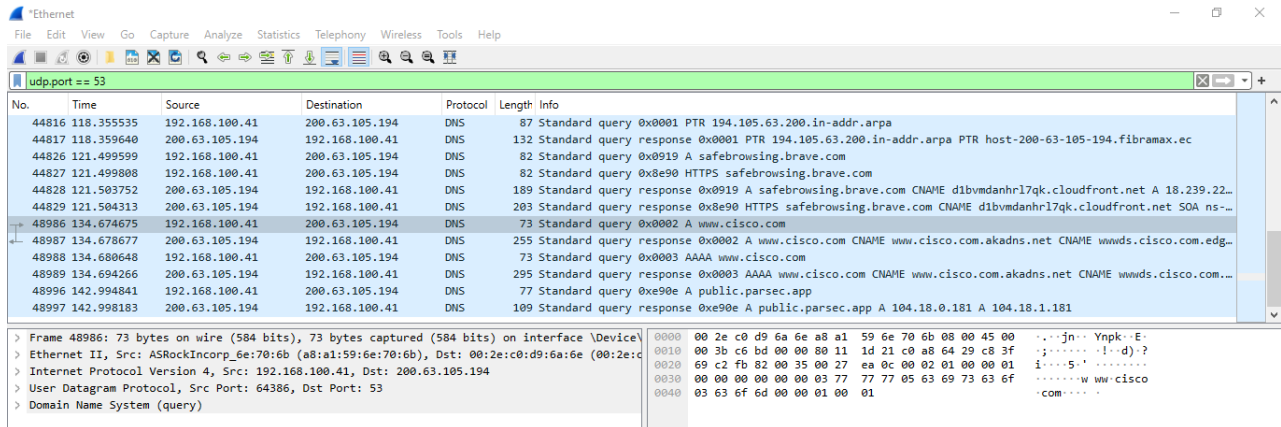 *Ethernet
File Edit View Go Capture Analyze Statistics Telephony Wireless Tools Help
udp.port == 53
No. Time Source Destination Protocol Length Info
44816 118.355535 192.168.100.41 200.63.105.194 DNS 87 Standard query 0x0001 PTR 194.105.63.200.in-addr.arpa
44817 118.359640 200.63.105.194 192.168.100.41 DNS 132 Standard query response 0x0001 PTR 194.105.63.200.in-addr.arpa PTR host-200-63-105-194.fibramax.ec
44826 121.499599 192.168.100.41 200.63.105.194 DNS 82 Standard query 0x0919 A safebrowsing.brave.com
44827 121.499808 192.168.100.41 200.63.105.194 DNS 82 Standard query 0x8e90 HTTPS safebrowsing.brave.com
44828 121.503752 200.63.105.194 192.168.100.41 DNS 189 Standard query response 0x0919 A safebrowsing.brave.com CNAME d1bvmdanhrl7qk.cloudfront.net A 18.239.22…
44829 121.504313 200.63.105.194 192.168.100.41 DNS 203 Standard query response 0x8e90 HTTPS safebrowsing.brave.com CNAME d1bvmdanhrl7qk.cloudfront.net SOA ns-…
48986 134.674675 192.168.100.41 200.63.105.194 DNS 73 Standard query 0x0002 A www.cisco.com
48987 134.678677 200.63.105.194 192.168.100.41 DNS 255 Standard query response 0x0002 A www.cisco.com CNAME www.cisco.com.akadns.net CNAME wwwds.cisco.com.edg…
48988 134.680648 192.168.100.41 200.63.105.194 DNS 73 Standard query 0x0003 AAAA www.cisco.com
48989 134.694266 200.63.105.194 192.168.100.41 DNS 295 Standard query response 0x0003 AAAA www.cisco.com CNAME www.cisco.com.akadns.net CNAME wwwds.cisco.com.…
48996 142.994841 192.168.100.41 200.63.105.194 DNS 77 Standard query 0xe90e A public.parsec.app
48997 142.998183 200.63.105.194 192.168.100.41 DNS 109 Standard query response 0xe90e A public.parsec.app A 104.18.0.181 A 104.18.1.181
> Frame 48986: 73 bytes on wire (584 bits), 73 bytes captured (584 bits) on interface \Device\
> Ethernet II, Src: ASRockIncorp_6e:70:6b (a8:a1:59:6e:70:6b), Dst: 00:2e:c0:d9:6a:6e (00:2e:c
> Internet Protocol Version 4, Src: 192.168.100.41, Dst: 200.63.105.194
> User Datagram Protocol, Src Port: 64386, Dst Port: 53
> Domain Name System (query)
0000 00 2e c0 d9 6a 6e a8 a1 59 6e 70 6b 08 00 45 00 ·.··jn·· Ynpk··E·
0010 00 3b c6 bd 00 00 80 11 1d 21 c0 a8 64 29 c8 3f ·;······ ·!··d)·?
0020 69 c2 fb 82 00 35 00 27 ea 0c 00 02 01 00 00 01 i····5·' ········
0030 00 00 00 00 00 00 03 77 77 77 05 63 69 73 63 6f ·······w ww·cisco
0040 03 63 6f 6d 00 00 01 00 01 ·com···· ·